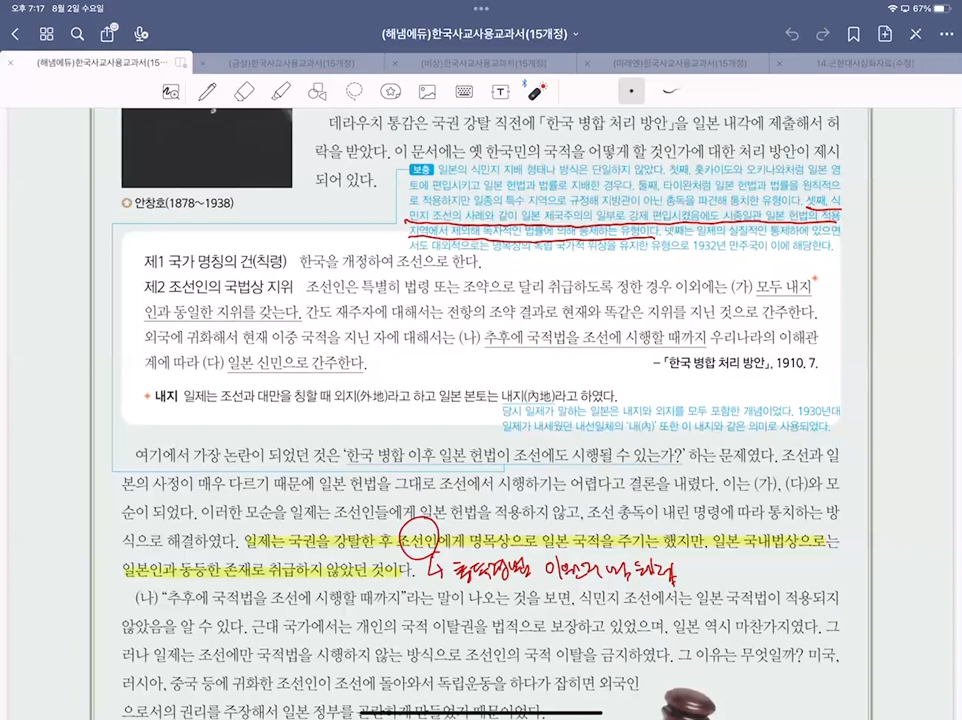 오후 7:17 8월 2일 수요일
67%
(해냄에듀)한국사교사용교과서(15개정)
(해냄에듀)한국사교사용교과서(15…
(금성)한국사교사용교과서(15개정)
(비상)한국사교사용교과서(15개정)
(미래엔)한국사교사용교과서(15개정)
14.근현대사심화자료(수정)
데라우치 통감은 국권 강탈 직전에 「한국 병합 처리 방안」을 일본 내각에 제출해서 허
락을 받았다. 이 문서에는 옛 한국민의 국적을 어떻게 할 것인가에 대한 처리 방안이 제시
되어 있다.
보충 일본의 식민지 지배 형태나 방식은 단일하지 않았다. 첫째, 홋카이도와 오키나와처럼 일본 영
토에 편입시키고 일본 헌법과 법률로 지배한 경우다. 둘째, 타이완처럼 일본 헌법과 법률을 원칙적으
로 적용하지만 일종의 특수 지역으로 규정해 지방관이 아닌 총독을 파견해 통치한 유형이다. 셋째, 식
민지 조선의 사례와 같이 일본 제국주의의 일부로 강제 편입시켰음에도 시종일관 일본 헌법의 적용
지역에서 제외해 독자적인 법률에 의해 통제하는 유형이다. 넷째는 일제의 실질적인 통제하에 있으면
서도 대외적으로는 명목상의 독립 국가적 위상을 유지한 유형으로 1932년 만주국이 이에 해당한다.
안창호(1878~1938)
제1 국가 명칭의 건(칙령) 한국을 개정하여 조선으로 한다.
제2 조선인의 국법상 지위 조선인은 특별히 법령 또는 조약으로 달리 취급하도록 정한 경우 이외에는 (가) 모두 내지*
인과 동일한 지위를 갖는다. 간도 재주자에 대해서는 전항의 조약 결과로 현재와 똑같은 지위를 지닌 것으로 간주한다.
외국에 귀화해서 현재 이중 국적을 지닌 자에 대해서는 (나) 추후에 국적법을 조선에 시행할 때까지 우리나라의 이해관
계에 따라 (다) 일본 신민으로 간주한다.
– 「한국 병합 처리 방안」, 1910. 7.
* 내지 일제는 조선과 대만을 칭할 때 외지(外地)라고 하고 일본 본토는 내지(內地)라고 하였다.
당시 일제가 말하는 일본은 내지와 외지를 모두 포함한 개념이었다. 1930년대
일제가 내세웠던 내선일체의 ‘내(內)’ 또한 이 내지와 같은 의미로 사용되었다.
여기에서 가장 논란이 되었던 것은 ‘한국 병합 이후 일본 헌법이 조선에도 시행될 수 있는가?’ 하는 문제였다. 조선과 일
본의 사정이 매우 다르기 때문에 일본 헌법을 그대로 조선에서 시행하기는 어렵다고 결론을 내렸다. 이는 (가), (다)와 모
순이 되었다. 이러한 모순을 일제는 조선인들에게 일본 헌법을 적용하지 않고, 조선 총독이 내린 명령에 따라 통치하는 방
식으로 해결하였다. 일제는 국권을 강탈한 후 조선인에게 명목상으로 일본 국적을 주기는 했지만, 일본 국내법상으로는
일본인과 동등한 존재로 취급하지 않았던 것이다.
(나) “추후에 국적법을 조선에 시행할 때까지”라는 말이 나오는 것을 보면, 식민지 조선에서는 일본 국적법이 적용되지
않았음을 알 수 있다. 근대 국가에서는 개인의 국적 이탈권을 법적으로 보장하고 있었으며, 일본 역시 마찬가지였다. 그
러나 일제는 조선에만 국적법을 시행하지 않는 방식으로 조선인의 국적 이탈을 금지하였다. 그 이유는 무엇일까? 미국,
러시아, 중국 등에 귀화한 조선인이 조선에 돌아와서 독립운동을 하다가 잡히면 외국인
으로서의 권리를 주장해서 일본 정부를 곤란하게 만들었기 때문이었다.